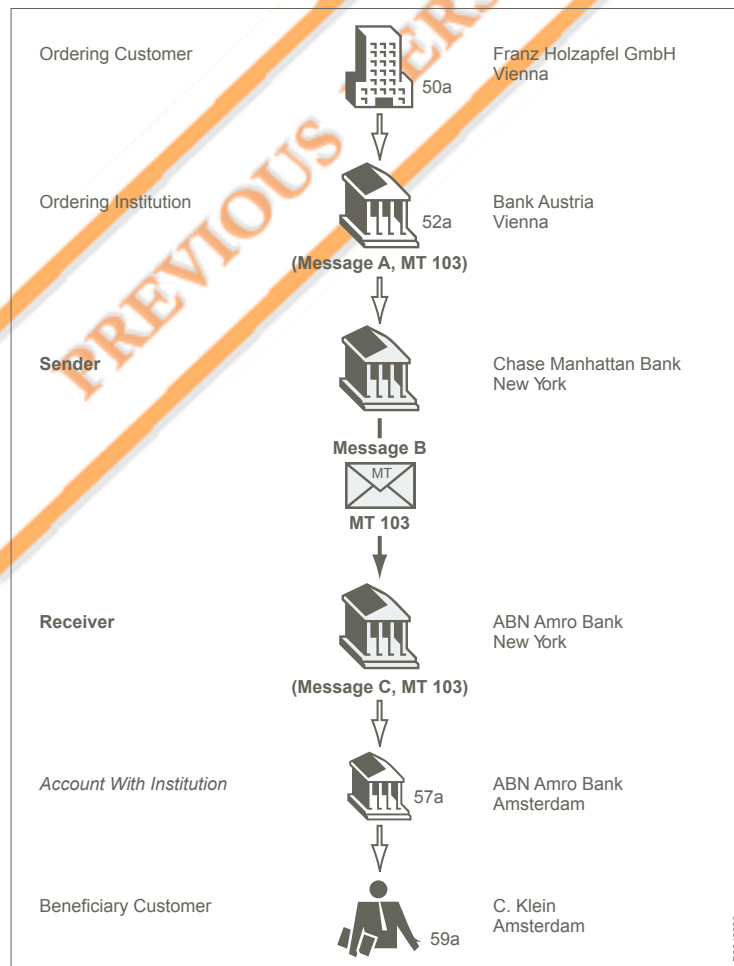 PREVIOUS VERS
Ordering Customer
50a
Franz Holzapfel GmbH
Vienna
Ordering Institution
52a
Bank Austria
Vienna
(Message A, MT 103)
Sender
Chase Manhattan Bank
New York
Message B
MT
MT 103
Receiver
ABN Amro Bank
New York
(Message C, MT 103)
Account With Institution
57a
ABN Amro Bank
Amsterdam
Beneficiary Customer
59a
C. Klein
Amsterdam